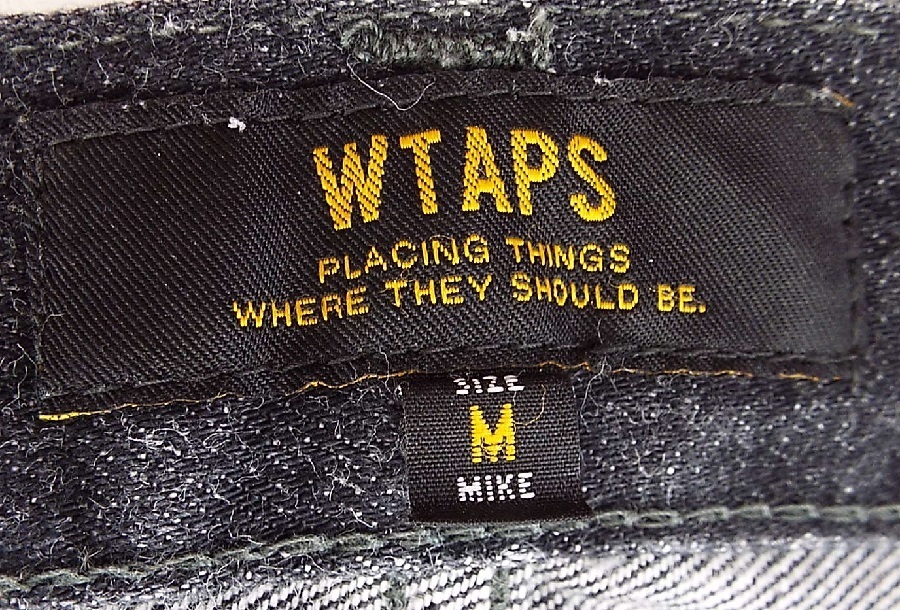 WTAPS
PLACING THINGS
WHERE THEY SHOULD BE.
SIZE
M
MIKE